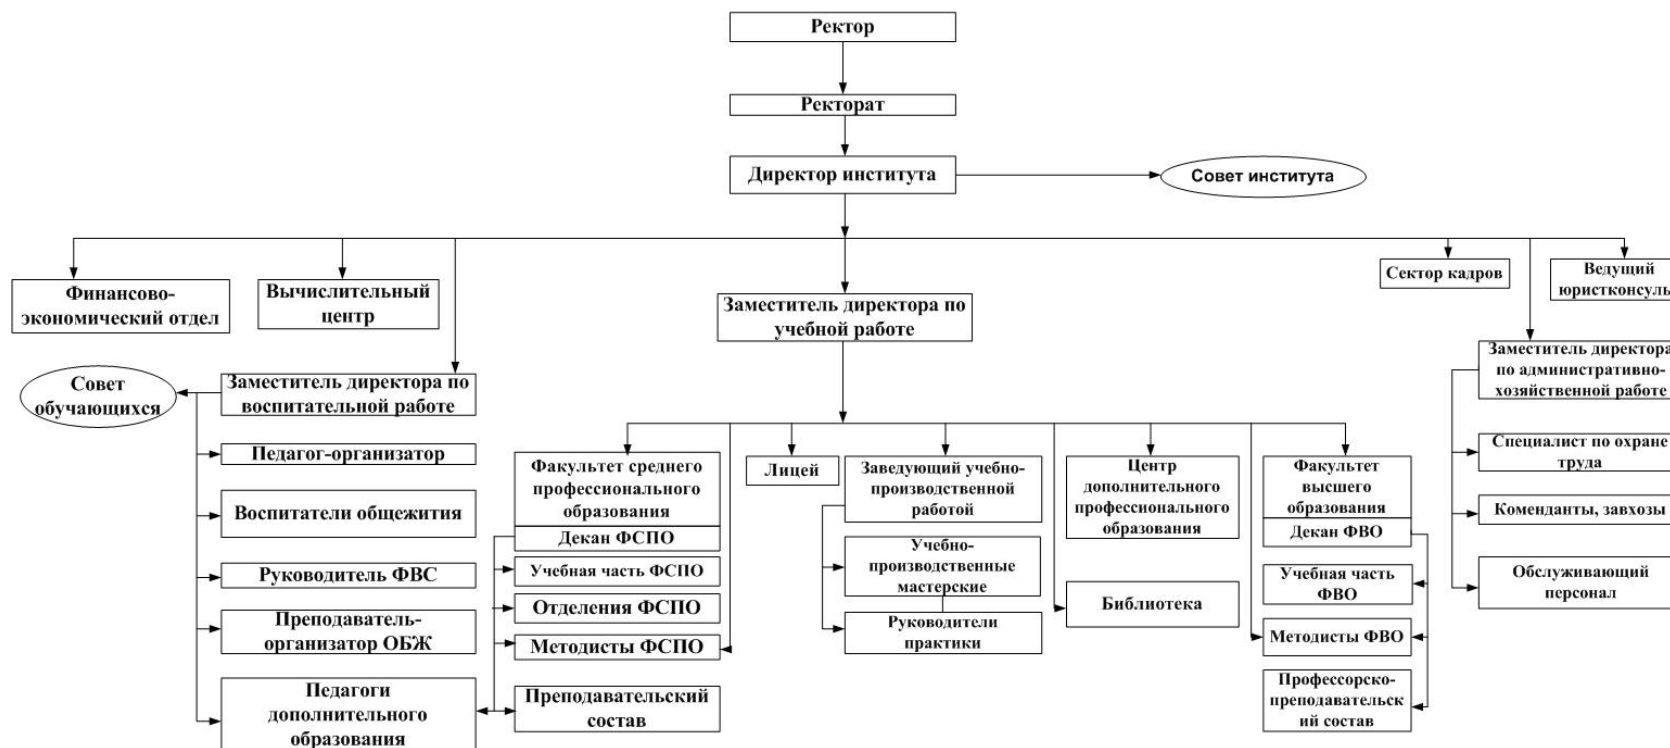 Ректор
Ректорат
Директор института
Совет института
Финансово-
экономический отдел
Вычислительный
центр
Заместитель директора по
учебной работе
Сектор кадров
Ведущий
юристконсуль
Совет
обучающихся
Заместитель директора по
воспитательной работе
Педагог-организатор
Воспитатели общежития
Руководитель ФВС
Преподаватель-
организатор ОБЖ
Педагоги
дополнительного
образования
Факультет среднего
профессионального
образования
Декан ФСПО
Учебная часть ФСПО
Отделения ФСПО
Методисты ФСПО
Преподавательский
состав
Лицей
Заведующий учебно-
производственной
работой
Учебно-
производственные
мастерские
Руководители
практики
Центр
дополнительного
профессионального
образования
Библиотека
Факультет
высшего
образования
Декан ФВО
Учебная часть
ФВО
Методисты ФВО
Профессорско-
преподавательск
ий состав
Заместитель директора
по административно-
хозяйственной работе
Специалист по охране
труда
Коменданты, завхозы
Обслуживающий
персонал